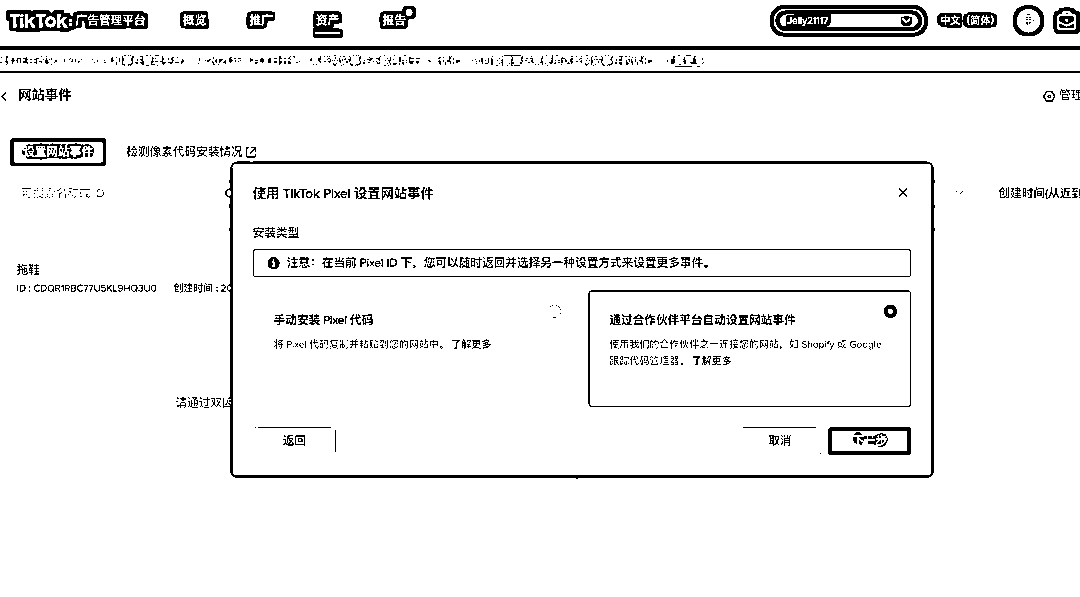 TikTok: 广告管理平台 概览 推广 资产 报告 Jelly21117 中文 (简体)
网站事件 管理
设置网站事件 检测像素代码安装情况
创建时间(从近到
使用 TikTok Pixel 设置网站事件
安装类型
注意：在当前 Pixel ID 下，您可以随时返回并选择另一种设置方式来设置更多事件。
拖鞋
ID : CDQR1RBC77U5KL9HQ3U0 创建时间 : 20
手动安装 Pixel 代码
将 Pixel 代码复制并粘贴到您的网站中。 了解更多
通过合作伙伴平台自动设置网站事件
使用我们的合作伙伴之一连接您的网站，如 Shopify 或 Google
跟踪代码管理器。 了解更多
请通过双
返回 取消 下一步